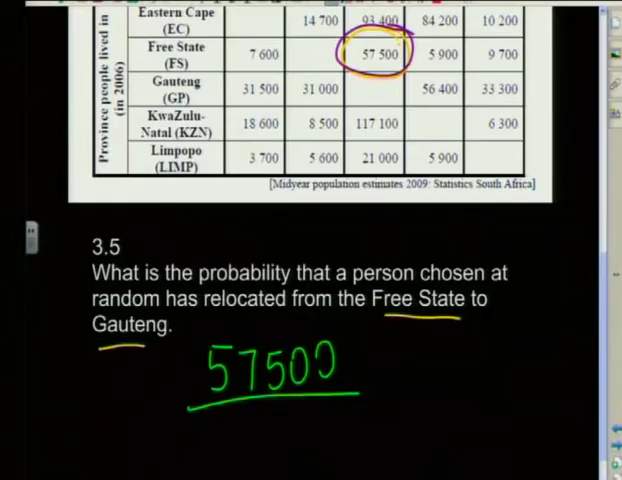 Province people lived in
(in 2006)
Eastern Cape 14 700 93 400 84 200 10 200
(EC)
Free State 7 600 57 500 5 900 9 700
(FS)
Gauteng 31 500 31 000 56 400 33 300
(GP)
KwaZulu- 18 600 8 500 117 100 6 300
Natal (KZN)
Limpopo 3 700 5 600 21 000 5 900
(LIMP)
[Midyear population estimates 2009: Statistics South Africa]
3.5
What is the probability that a person chosen at
random has relocated from the Free State to
Gauteng.
57500